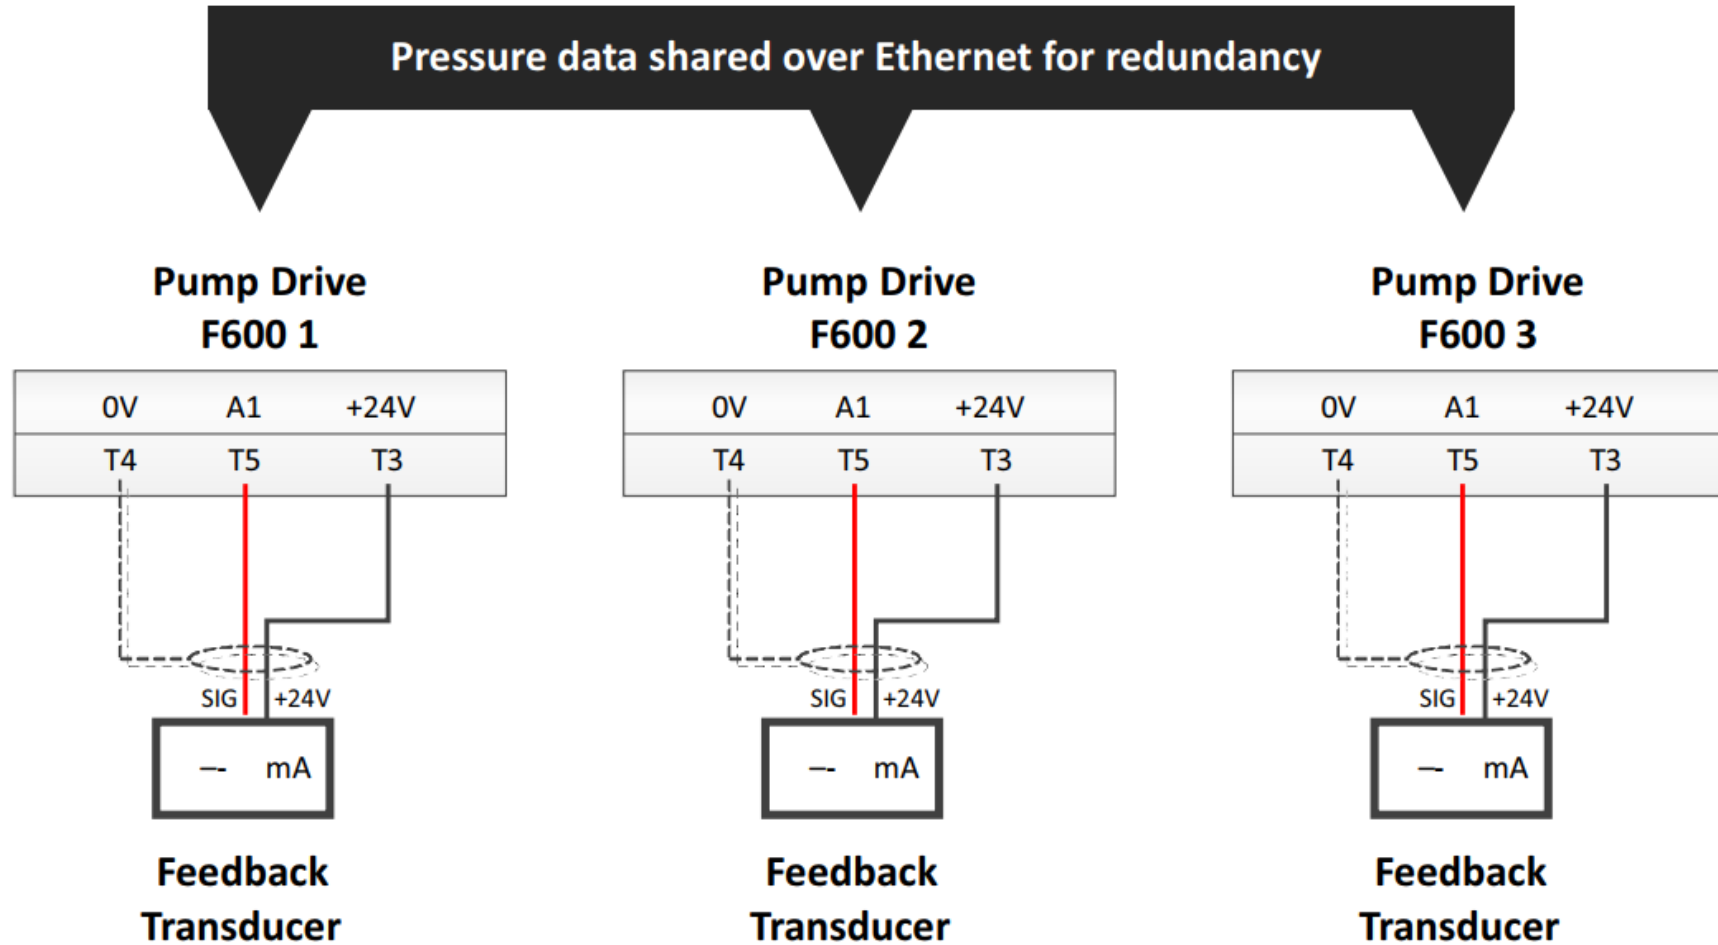 Pressure data shared over Ethernet for redundancy
Pump Drive
F600 1
0V A1 +24V
T4 T5 T3
SIG +24V
–- mA
Feedback
Transducer
Pump Drive
F600 2
0V A1 +24V
T4 T5 T3
SIG +24V
–- mA
Feedback
Transducer
Pump Drive
F600 3
0V A1 +24V
T4 T5 T3
SIG +24V
–- mA
Feedback
Transducer